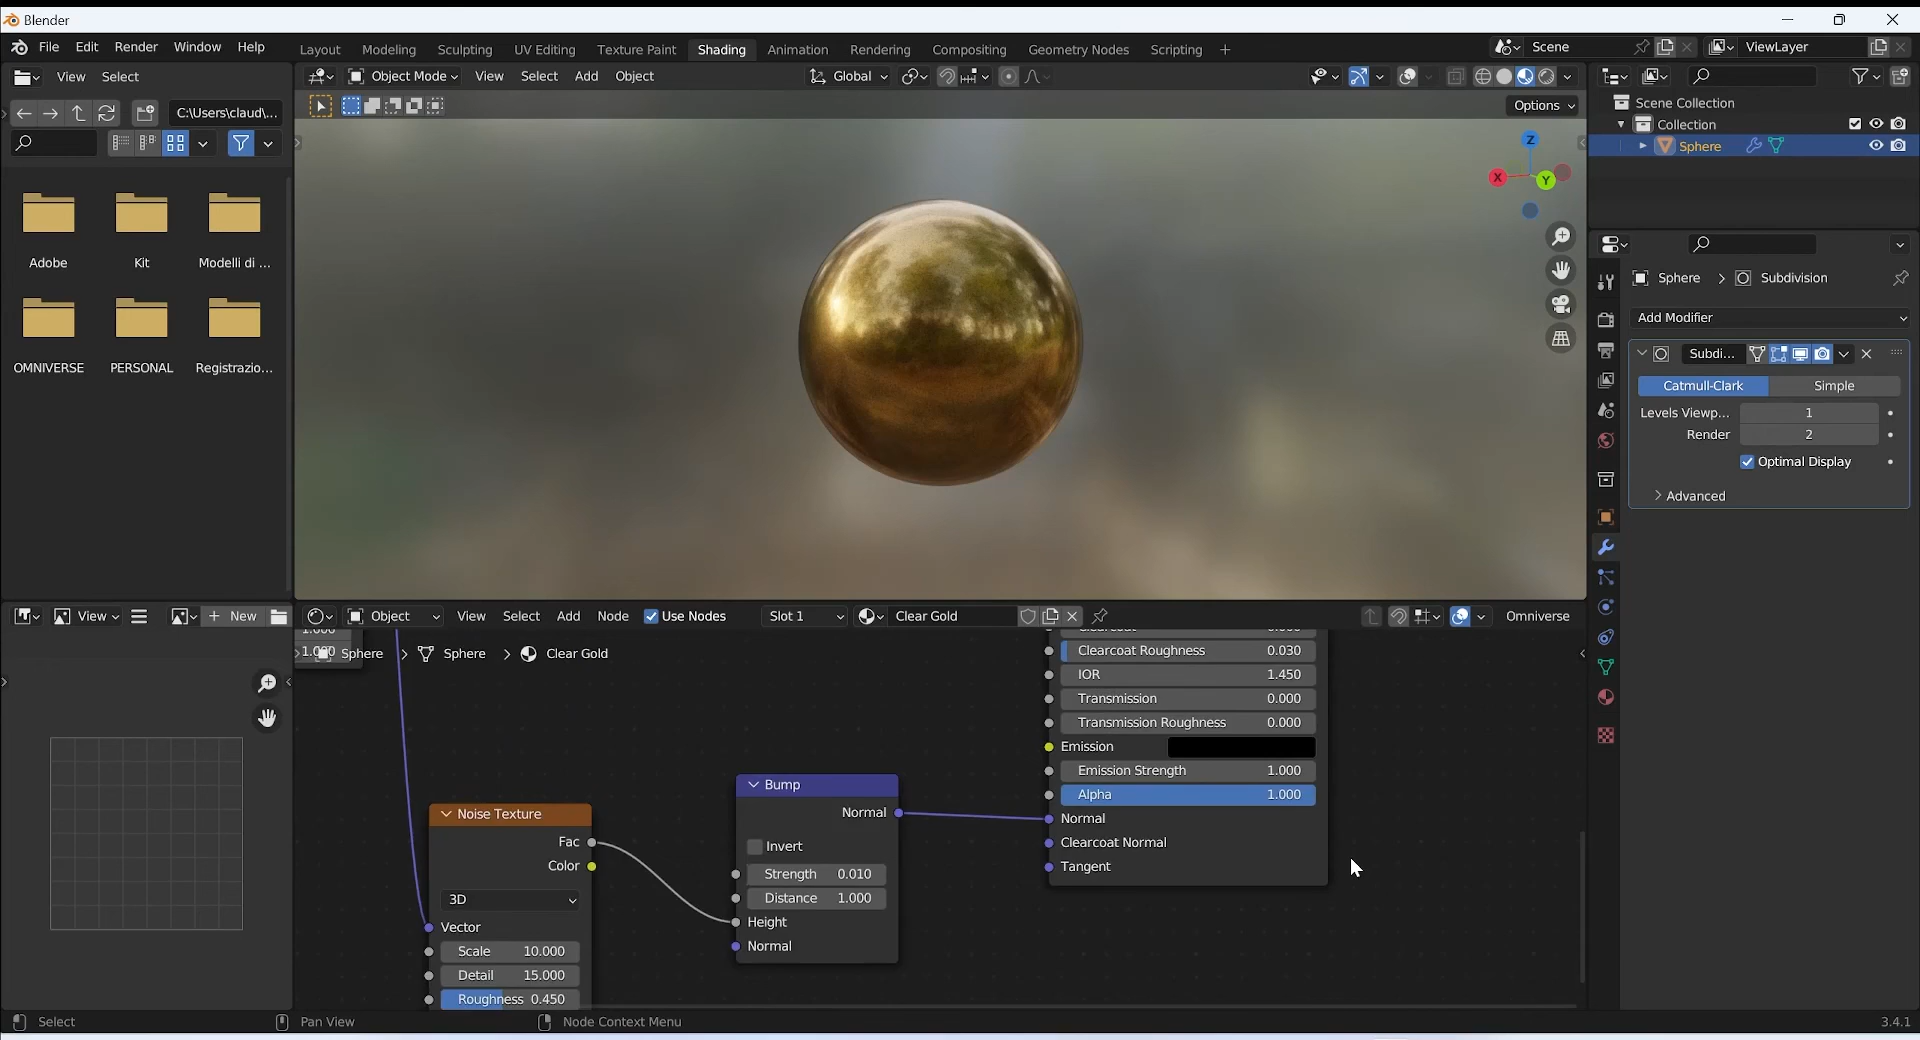 Blender
File Edit Render Window Help
Layout Modeling Sculpting UV Editing Texture Paint Shading Animation Rendering Compositing Geometry Nodes Scripting +
Scene
ViewLayer
View Select
Object Mode View Select Add Object
Global
C:\Users\claud\...
Options
Scene Collection
Collection
Sphere
Z
X
Y
Adobe
Kit
Modelli di ...
OMNIVERSE
PERSONAL
Registrazio...
Sphere > Subdivision
Add Modifier
Subdi...
Catmull-Clark Simple
Levels Viewp... 1
Render 2
Optimal Display
Advanced
View
+ New
Object View Select Add Node Use Nodes Slot 1 Clear Gold
Omniverse
1.000
Sphere > Sphere > Clear Gold
Clearcoat Roughness 0.030
IOR 1.450
Transmission 0.000
Transmission Roughness 0.000
Emission
Emission Strength 1.000
Alpha 1.000
Normal
Clearcoat Normal
Tangent
Bump
Normal
Invert
Strength 0.010
Distance 1.000
Height
Normal
Noise Texture
Fac
Color
3D
Vector
Scale 10.000
Detail 15.000
Roughness 0.450
Select
Pan View
Node Context Menu
3.4.1